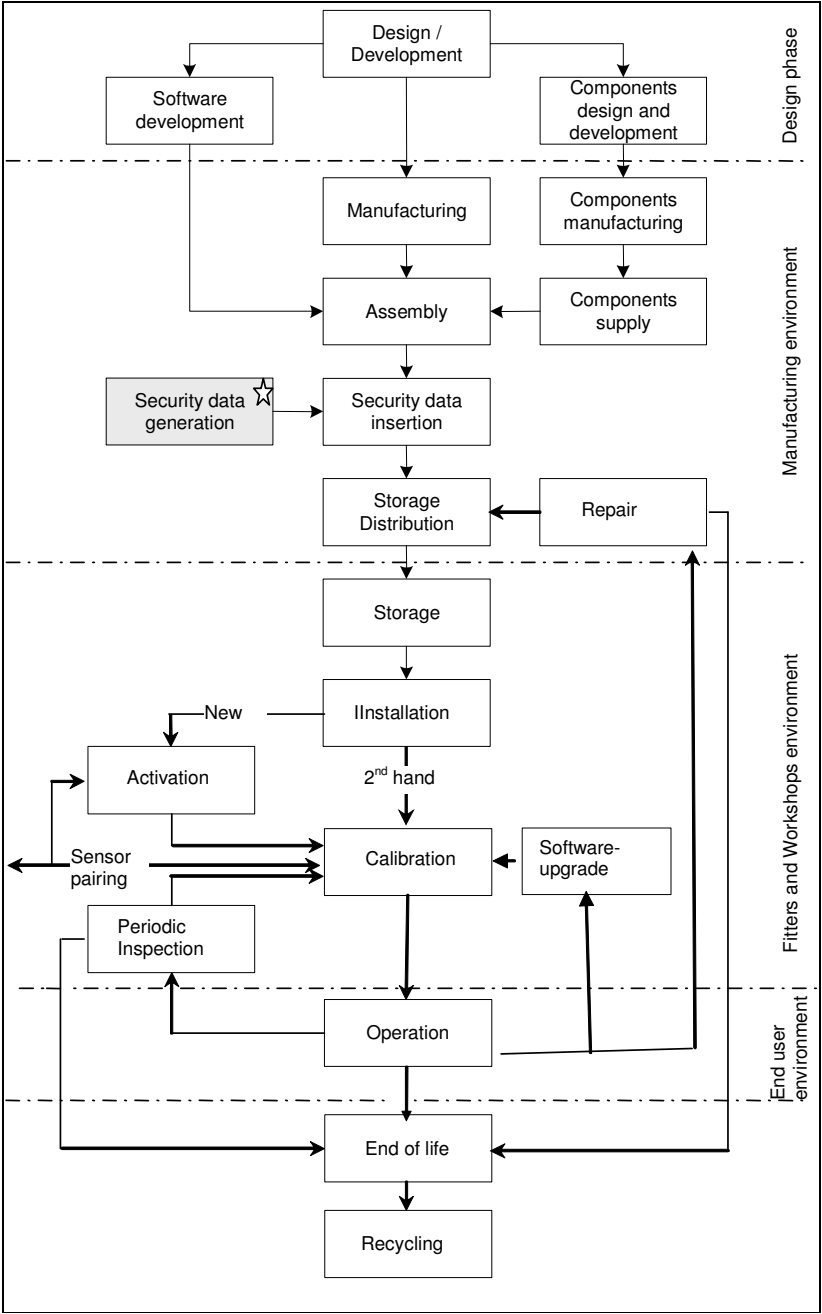 Design /
Development
Software
development
Components
design and
development
Design phase
Manufacturing
Components
manufacturing
Assembly
Components
supply
Manufacturing environment
Security data
generation
Security data
insertion
Storage
Distribution
Repair
Storage
New
IInstallation
Activation
2nd hand
Sensor
pairing
Calibration
Software-
upgrade
Fitters and Workshops environment
Periodic
Inspection
Operation
End user
environment
End of life
Recycling